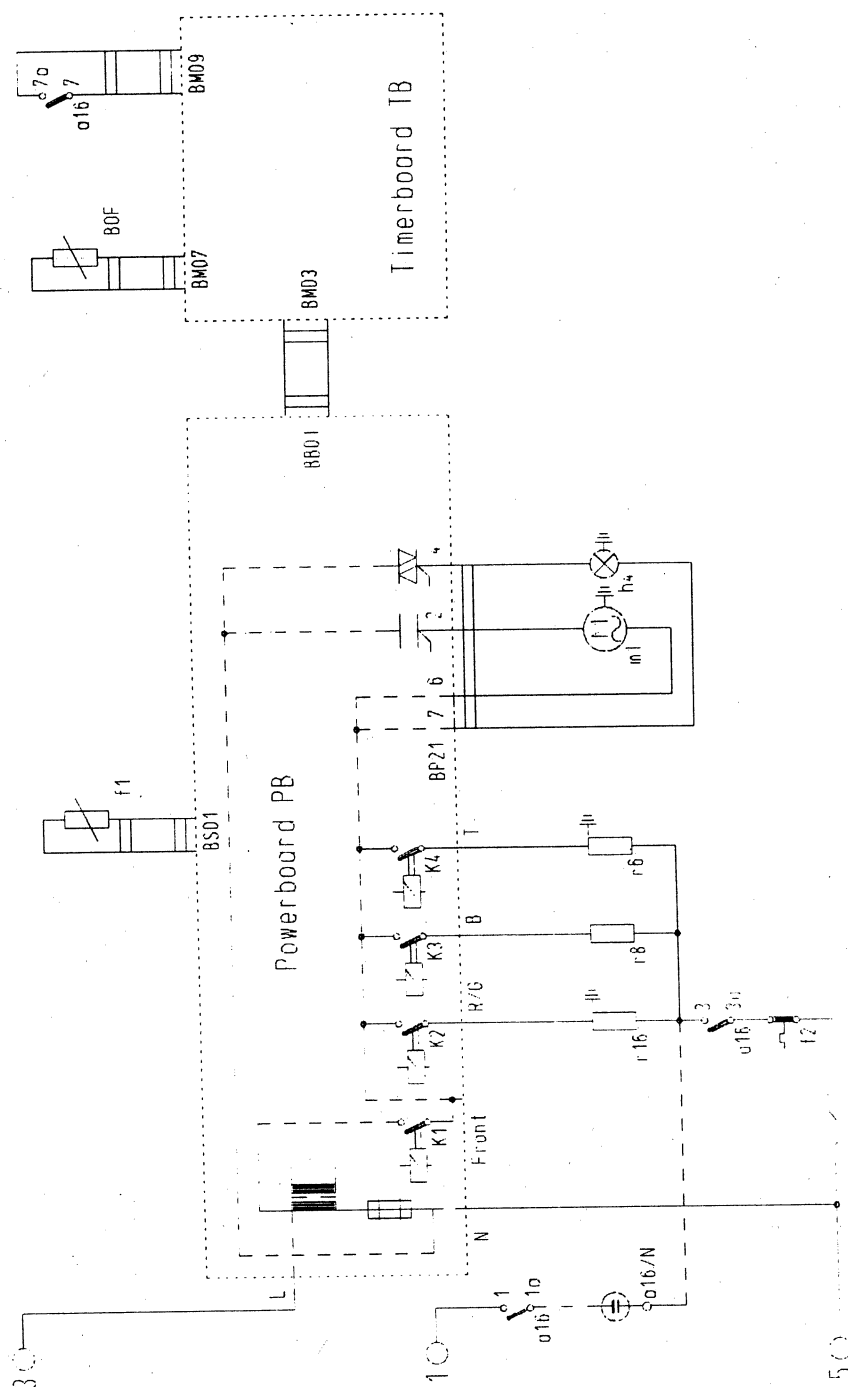 7a
7
a16
BM09
BOF
BM07
Timerboard TB
BM03
BB01
f1
BS01
Powerboard PB
4
2
6
7
BP21
h4
m1
T
K4
r6
B
K3
r8
R/G
K2
r16
3
3a
a16
f2
K1
Front
N
L
3
1
1a
a16
a16/N
1
5